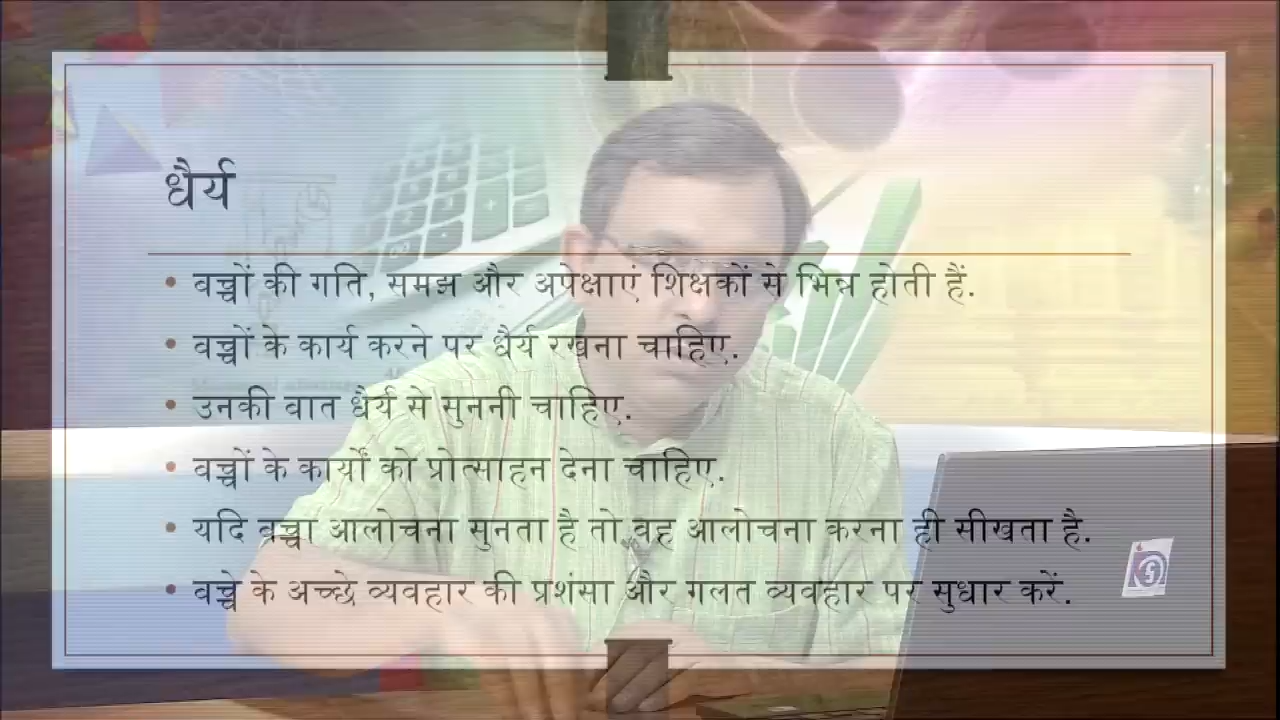 धैर्य
• बच्चों की गति, समझ और अपेक्षाएं शिक्षकों से भिन्न होती हैं.
• बच्चों के कार्य करने पर धैर्य रखना चाहिए.
• उनकी बात धैर्य से सुननी चाहिए.
• बच्चों के कार्यों को प्रोत्साहन देना चाहिए.
• यदि बच्चा आलोचना सुनता है तो वह आलोचना करना ही सीखता है.
• बच्चे के अच्छे व्यवहार की प्रशंसा और गलत व्यवहार पर सुधार करें.